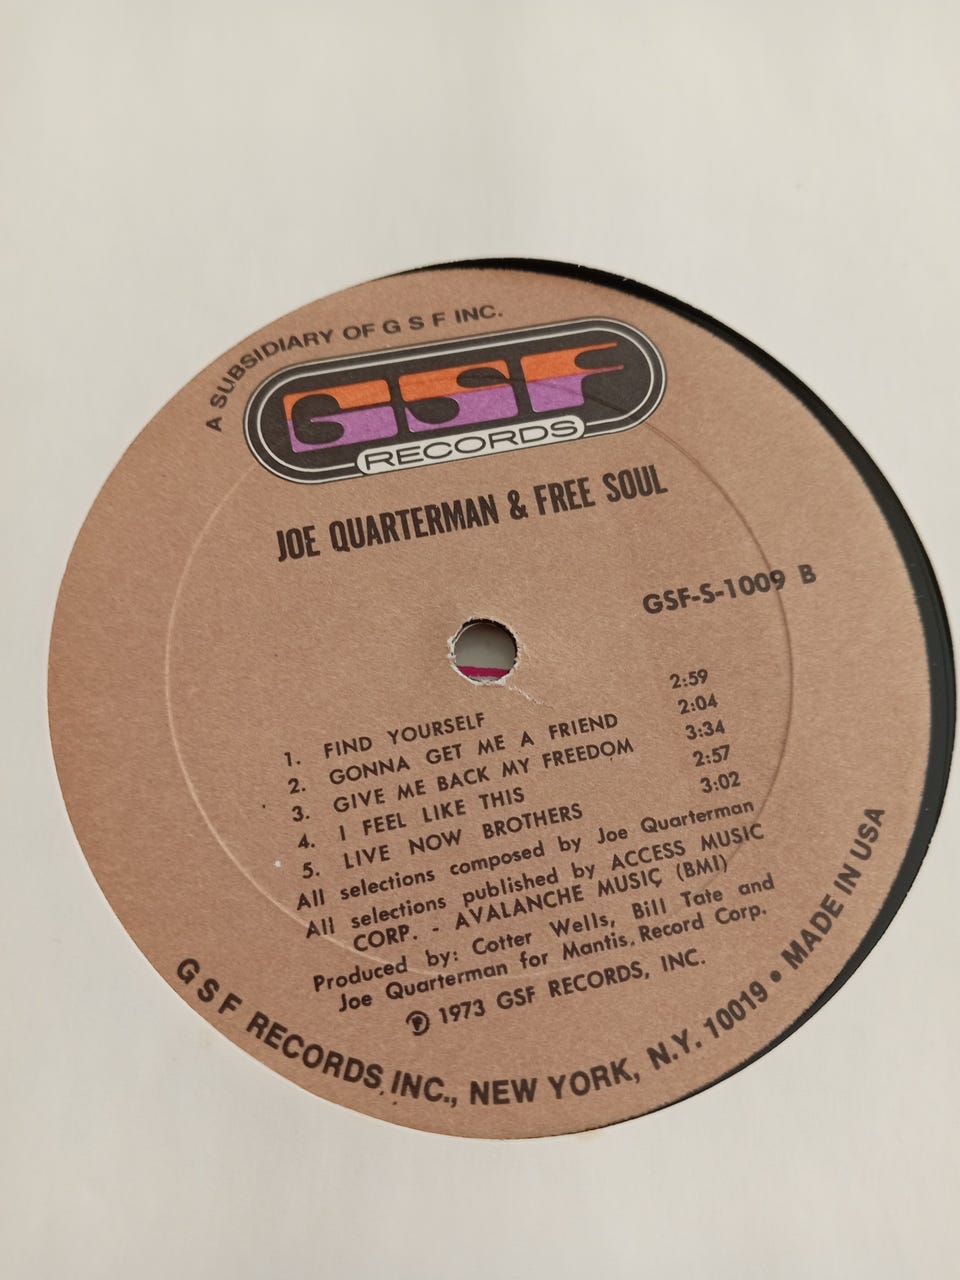 A SUBSIDIARY OF G S F INC.
GSF
RECORDS
JOE QUARTERMAN & FREE SOUL
GSF-S-1009 B
1. FIND YOURSELF 2:59
2. GONNA GET ME A FRIEND 2:04
3. GIVE ME BACK MY FREEDOM 3:34
4. I FEEL LIKE THIS 2:57
5. LIVE NOW BROTHERS 3:02
All selections composed by Joe Quarterman
All selections published by ACCESS MUSIC
CORP. - AVALANCHE MUSIC (BMI)
Produced by: Cotter Wells, Bill Tate and
Joe Quarterman for Mantis, Record Corp.
℗ 1973 GSF RECORDS, INC.
G S F RECORDS, INC., NEW YORK, N.Y. 10019 • MADE IN USA